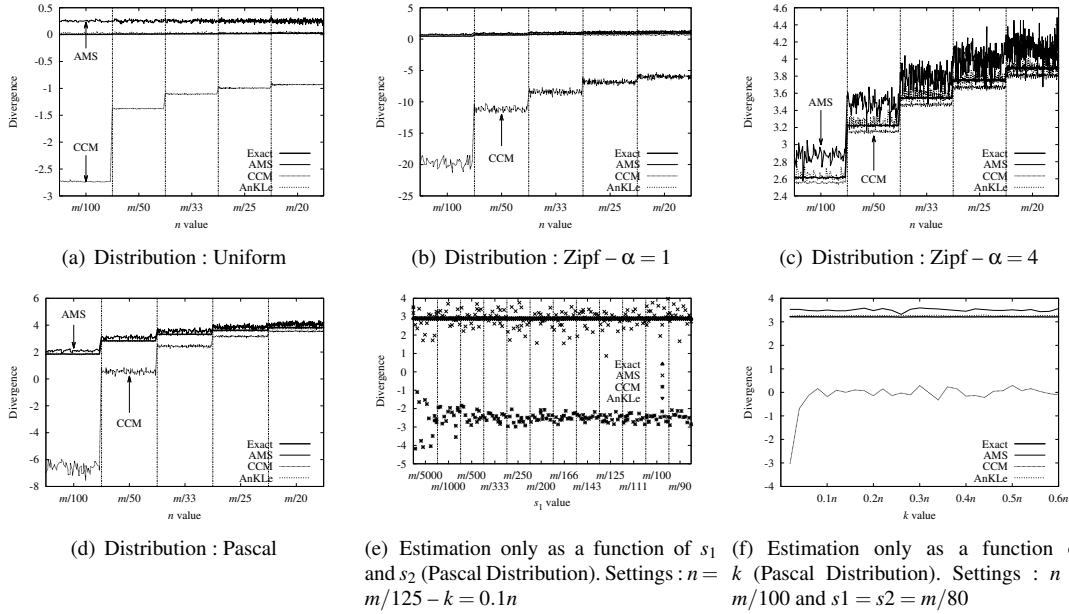 0.5
0
-0.5
-1
-1.5
-2
-2.5
-3
Divergence
AMS
CCM
Exact
AMS
CCM
AnKLe
m/100 m/50 m/33 m/25 m/20
n value
(a) Distribution : Uniform
5
0
-5
-10
-15
-20
-25
Divergence
CCM
Exact
AMS
CCM
AnKLe
m/100 m/50 m/33 m/25 m/20
n value
(b) Distribution : Zipf – α = 1
4.6
4.4
4.2
4
3.8
3.6
3.4
3.2
3
2.8
2.6
2.4
Divergence
AMS
CCM
Exact
AMS
CCM
AnKLe
m/100 m/50 m/33 m/25 m/20
n value
(c) Distribution : Zipf – α = 4
6
4
2
0
-2
-4
-6
-8
Divergence
AMS
CCM
Exact
AMS
CCM
AnKLe
m/100 m/50 m/33 m/25 m/20
n value
(d) Distribution : Pascal
4
3
2
1
0
-1
-2
-3
-4
-5
Divergence
Exact
AMS
CCM
AnKLe
m/5000 m/500 m/250 m/166 m/125 m/100
m/1000 m/333 m/200 m/143 m/111 m/90
s1 value
(e) Estimation only as a function of s1
and s2 (Pascal Distribution). Settings : n =
m/125 – k = 0.1n
4
3
2
1
0
-1
-2
-3
-4
Divergence
Exact
AMS
CCM
AnKLe
0.1n 0.2n 0.3n 0.4n 0.5n 0.6n
k value
(f) Estimation only as a function
k (Pascal Distribution). Settings : n
m/100 and s1 = s2 = m/80